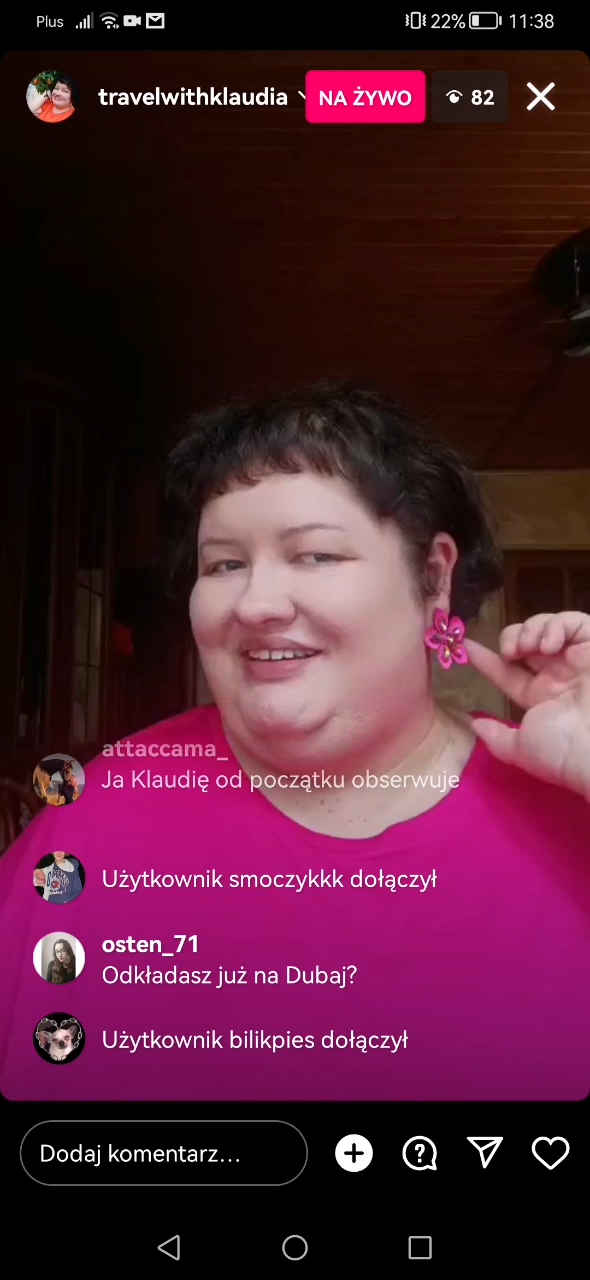 Plus 22% 11:38
travelwithklaudia NA ŻYWO 82
attaccama_
Ja Klaudię od początku obserwuje
Użytkownik smoczykkk dołączył
osten_71
Odkładasz już na Dubaj?
Użytkownik bilikpies dołączył
Dodaj komentarz...